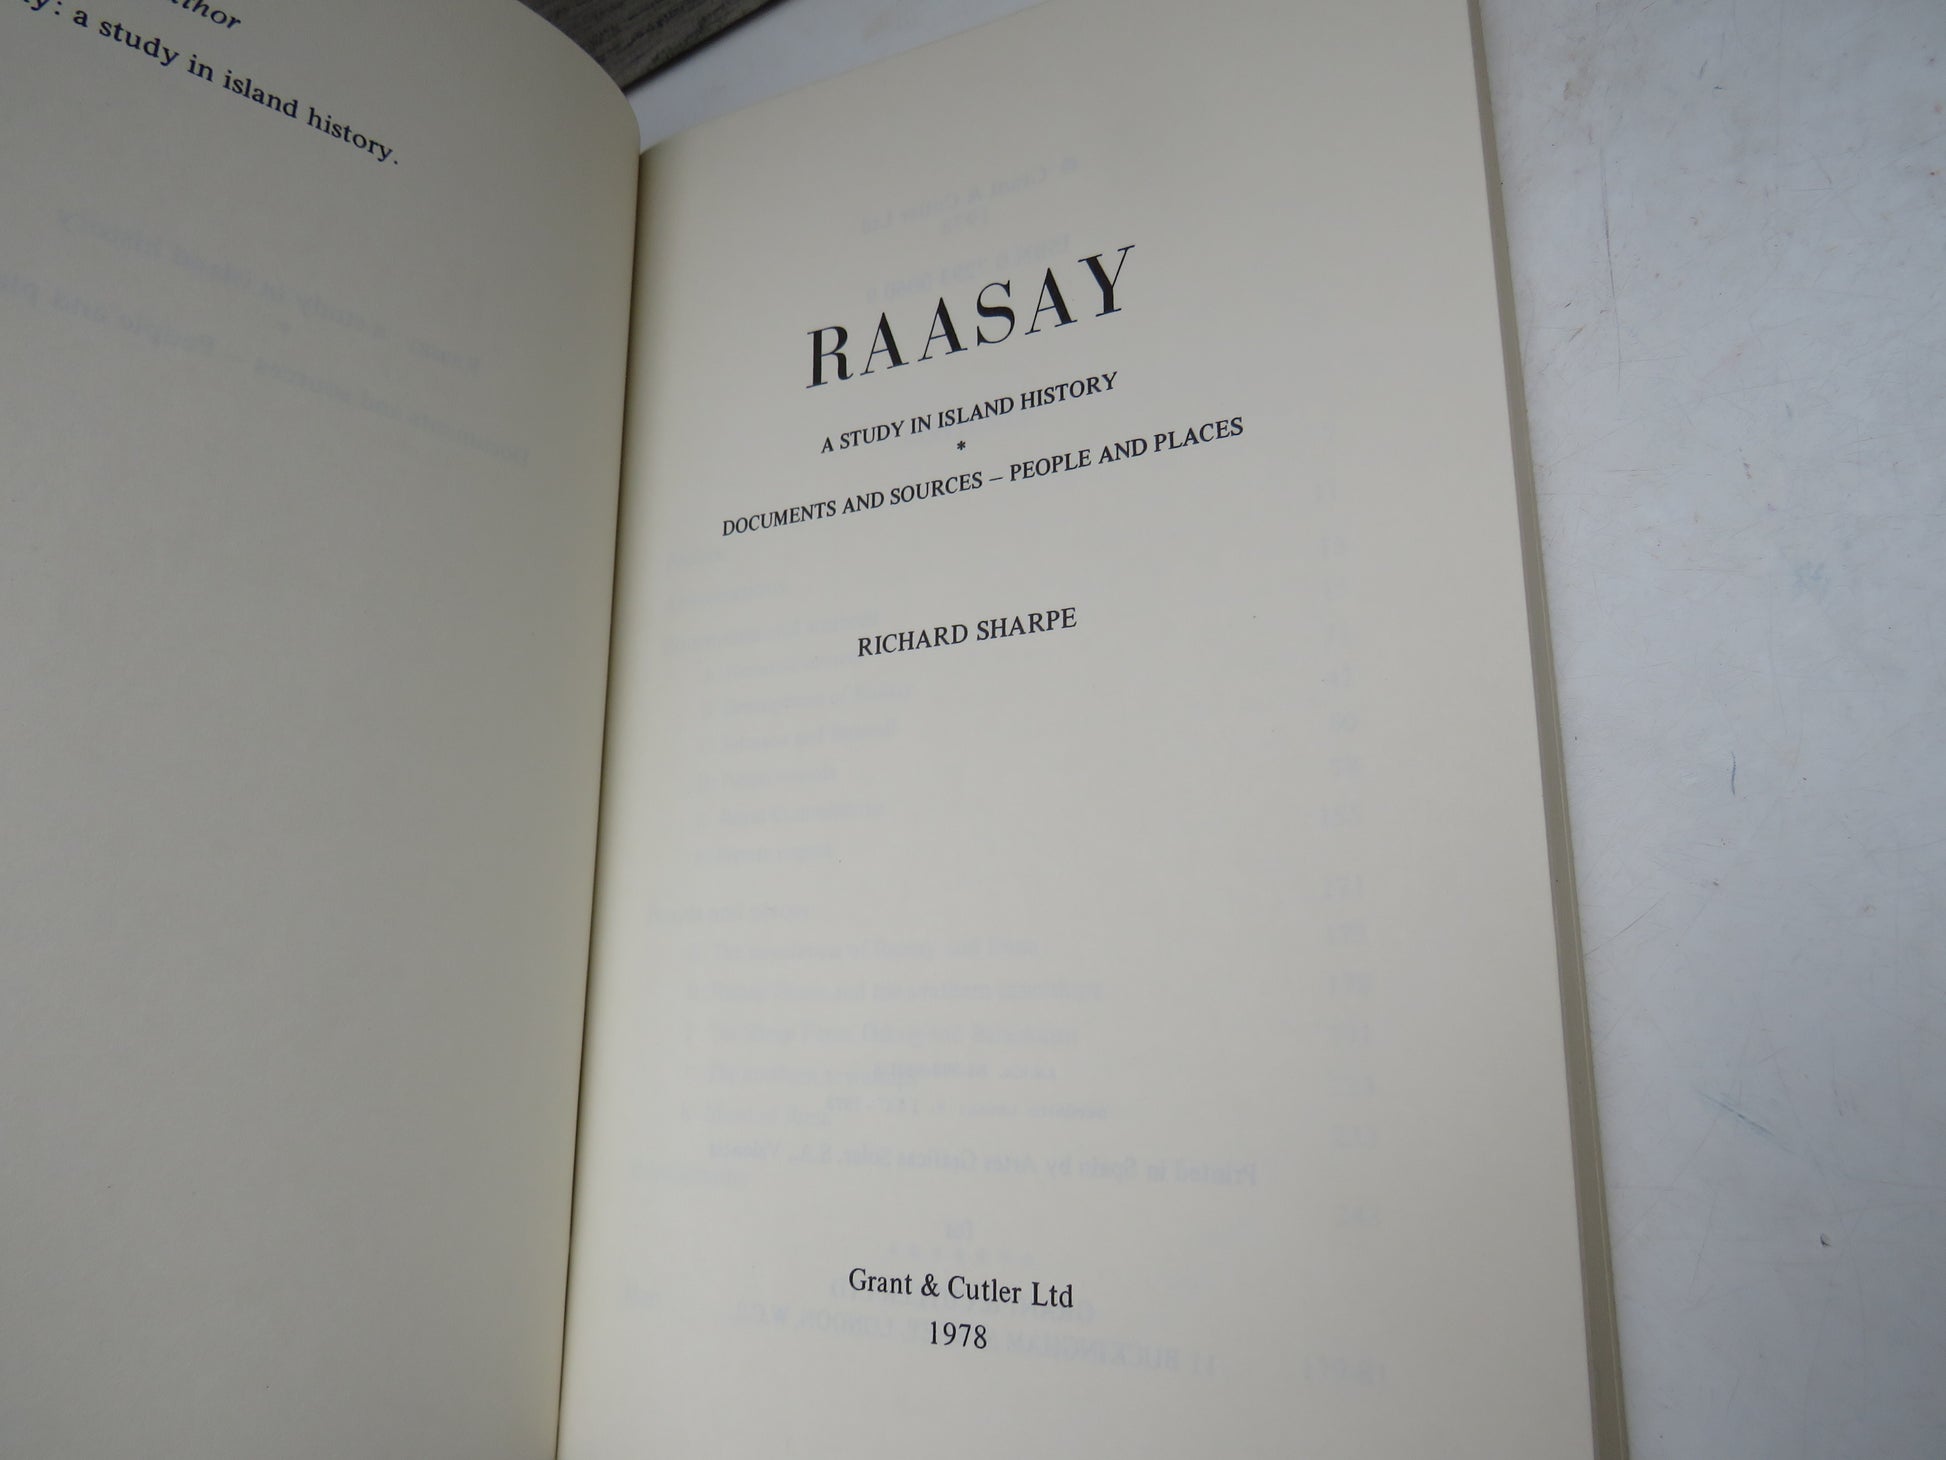 a study in island history.
RAASAY
A STUDY IN ISLAND HISTORY
*
DOCUMENTS AND SOURCES – PEOPLE AND PLACES
RICHARD SHARPE
Grant & Cutler Ltd
1978